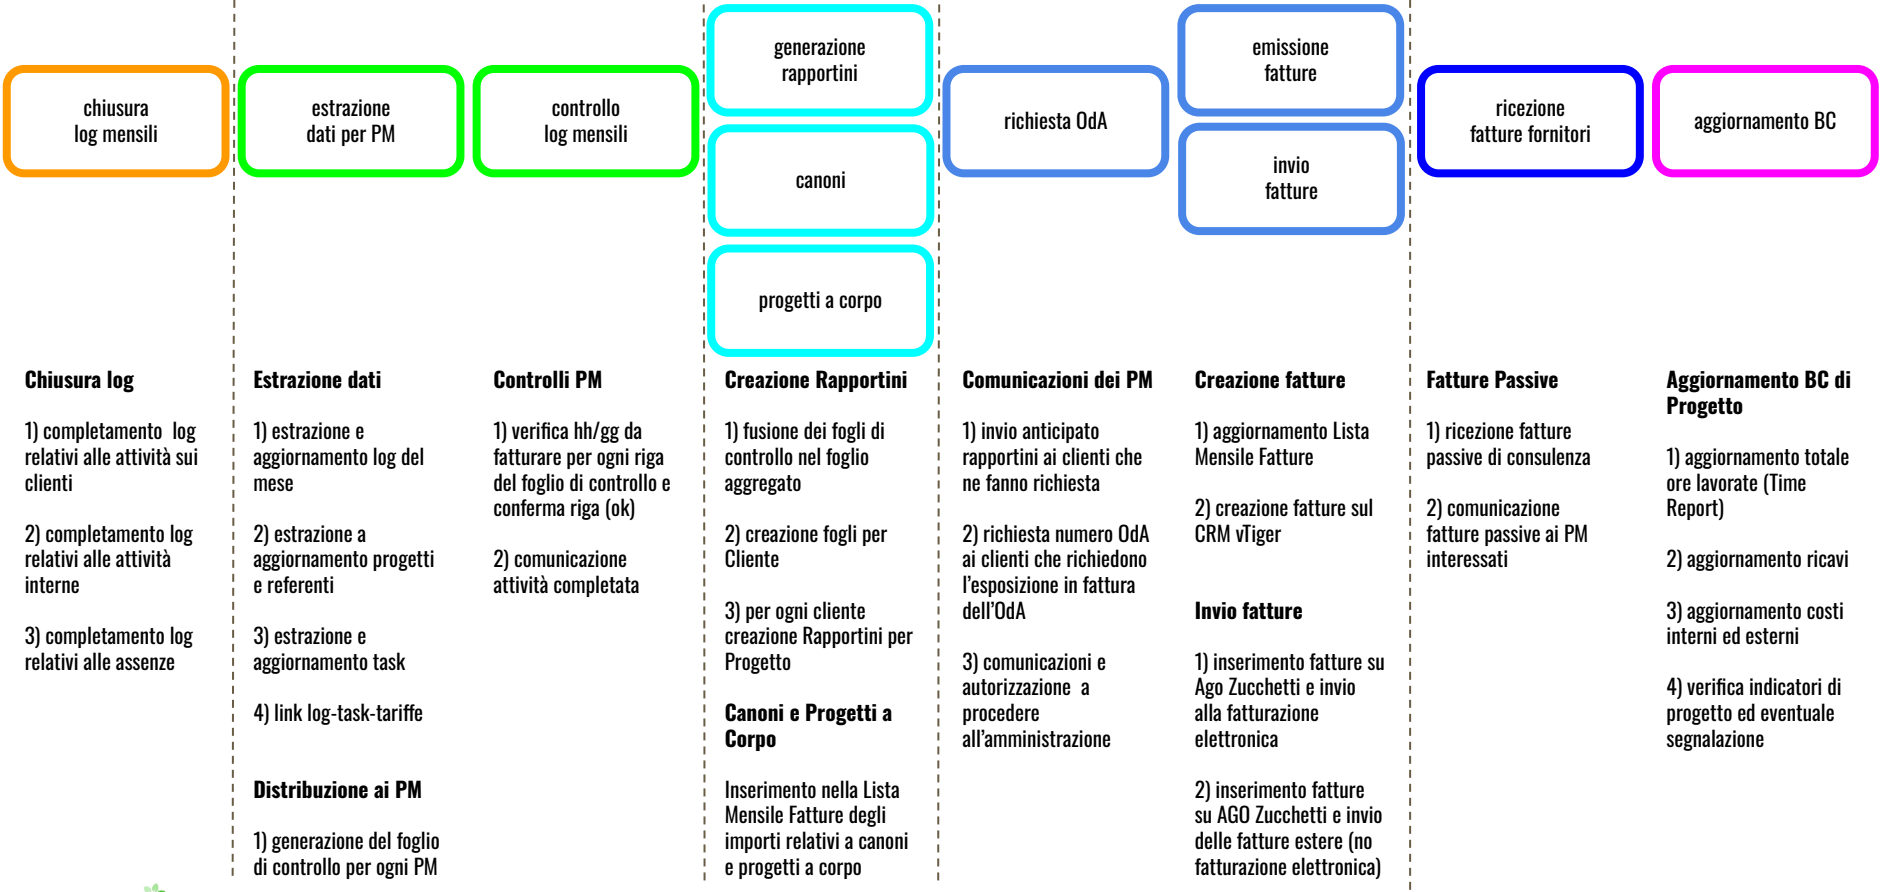 chiusura
log mensili
estrazione
dati per PM
controllo
log mensili
generazione
rapportini
canoni
progetti a corpo
richiesta OdA
emissione
fatture
invio
fatture
ricezione
fatture fornitori
aggiornamento BC
Chiusura log
1) completamento  log
relativi alle attività sui
clienti
2) completamento log
relativi alle attività
interne
3) completamento log
relativi alle assenze
Estrazione dati
1) estrazione e
aggiornamento log del
mese
2) estrazione a
aggiornamento progetti
e referenti
3) estrazione e
aggiornamento task
4) link log-task-tariffe
Distribuzione ai PM
1) generazione del foglio
di controllo per ogni PM
Controlli PM
1) verifica hh/gg da
fatturare per ogni riga
del foglio di controllo e
conferma riga (ok)
2) comunicazione
attività completata
Creazione Rapportini
1) fusione dei fogli di
controllo nel foglio
aggregato
2) creazione fogli per
Cliente
3) per ogni cliente
creazione Rapportini per
Progetto
Canoni e Progetti a
Corpo
Inserimento nella Lista
Mensile Fatture degli
importi relativi a canoni
e progetti a corpo
Comunicazioni dei PM
1) invio anticipato
rapportini ai clienti che
ne fanno richiesta
2) richiesta numero OdA
ai clienti che richiedono
l’esposizione in fattura
dell’OdA
3) comunicazioni e
autorizzazione  a
procedere
all’amministrazione
Creazione fatture
1) aggiornamento Lista
Mensile Fatture
2) creazione fatture sul
CRM vTiger
Invio fatture
1) inserimento fatture su
Ago Zucchetti e invio
alla fatturazione
elettronica
2) inserimento fatture
su AGO Zucchetti e invio
delle fatture estere (no
fatturazione elettronica)
Fatture Passive
1) ricezione fatture
passive di consulenza
2) comunicazione
fatture passive ai PM
interessati
Aggiornamento BC di
Progetto
1) aggiornamento totale
ore lavorate (Time
Report)
2) aggiornamento ricavi
3) aggiornamento costi
interni ed esterni
4) verifica indicatori di
progetto ed eventuale
segnalazione